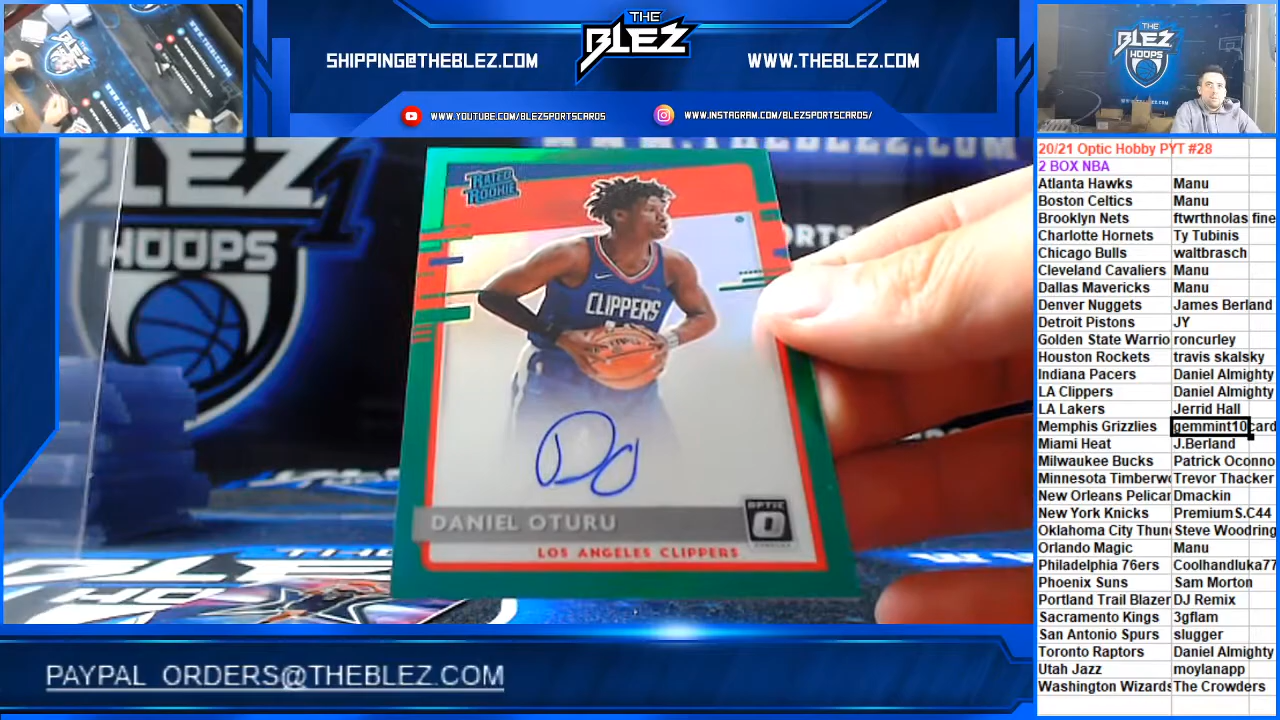 THE
BLEZ
SHIPPING@THEBLEZ.COM
WWW.THEBLEZ.COM
WWW.YOUTUBE.COM/BLEZSPORTSCARDS
WWW.INSTAGRAM.COM/BLEZSPORTSCARDS/
BLEZ
HOOPS
1
RATED
ROOKIE
CLIPPERS
DANIEL OTURU
OPTIC
LOS ANGELES CLIPPERS
PAYPAL ORDERS@THEBLEZ.COM
THE
BLEZ
HOOPS
20/21 Optic Hobby PYT #28
2 BOX NBA
Atlanta Hawks Manu
Boston Celtics Manu
Brooklyn Nets ftwrthnolas fine
Charlotte Hornets Ty Tubinis
Chicago Bulls waltbrasch
Cleveland Cavaliers Manu
Dallas Mavericks Manu
Denver Nuggets James Berland
Detroit Pistons JY
Golden State Warrio roncurley
Houston Rockets travis skalsky
Indiana Pacers Daniel Almighty
LA Clippers Daniel Almighty
LA Lakers Jerrid Hall
Memphis Grizzlies gemmint10card
Miami Heat J.Berland
Milwaukee Bucks Patrick Oconno
Minnesota Timberwo Trevor Thacker
New Orleans Pelican Dmackin
New York Knicks PremiumS.C44
Oklahoma City Thun Steve Woodring
Orlando Magic Manu
Philadelphia 76ers Coolhandluka77
Phoenix Suns Sam Morton
Portland Trail Blazer DJ Remix
Sacramento Kings 3gflam
San Antonio Spurs slugger
Toronto Raptors Daniel Almighty
Utah Jazz moylanapp
Washington Wizards The Crowders